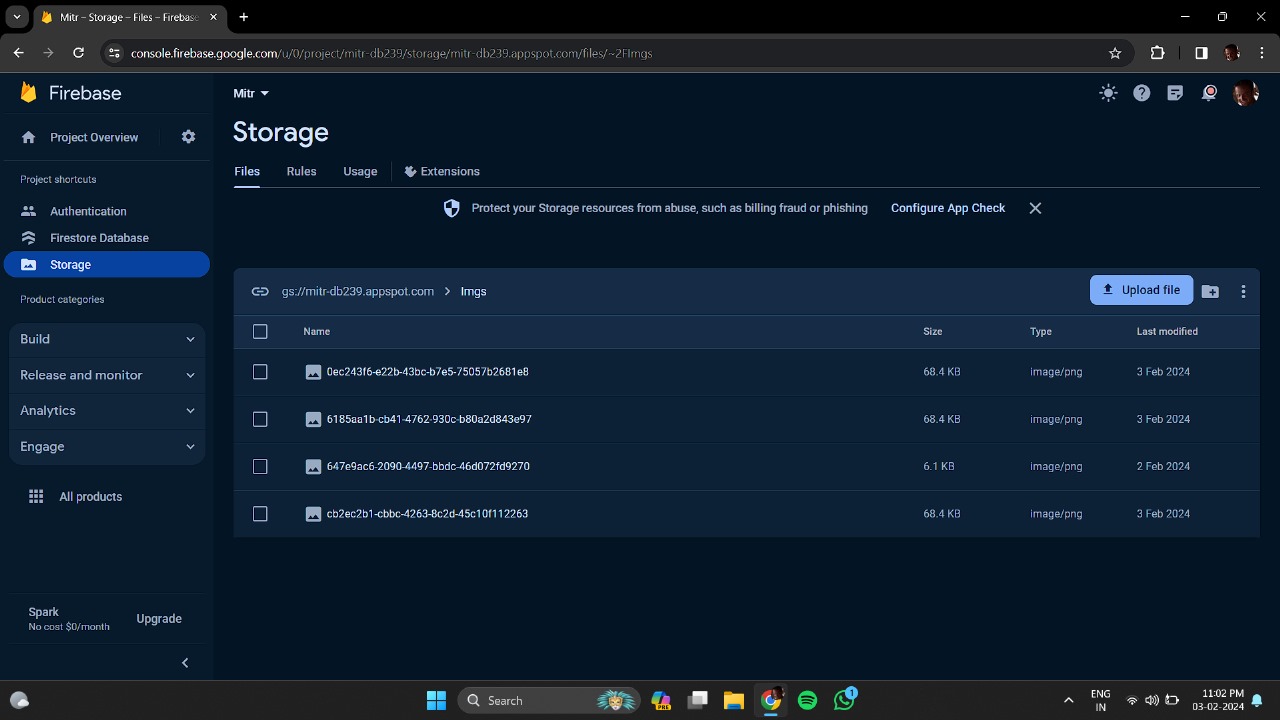 Mitr – Storage – Files – Firebase
console.firebase.google.com/u/0/project/mitr-db239/storage/mitr-db239.appspot.com/files/~2FImgs
Firebase
Mitr
Project Overview
Storage
Files Rules Usage Extensions
Project shortcuts
Protect your Storage resources from abuse, such as billing fraud or phishing Configure App Check
Authentication
Firestore Database
Storage
Product categories
gs://mitr-db239.appspot.com > Imgs
Upload file
Name Size Type Last modified
Build
0ec243f6-e22b-43bc-b7e5-75057b2681e8 68.4 KB image/png 3 Feb 2024
Release and monitor
Analytics
6185aa1b-cb41-4762-930c-b80a2d843e97 68.4 KB image/png 3 Feb 2024
Engage
647e9ac6-2090-4497-bbdc-46d072fd9270 6.1 KB image/png 2 Feb 2024
All products
cb2ec2b1-cbbc-4263-8c2d-45c10f112263 68.4 KB image/png 3 Feb 2024
Spark
No cost $0/month
Upgrade
Search
PRE
1
ENG
IN
11:02 PM
03-02-2024